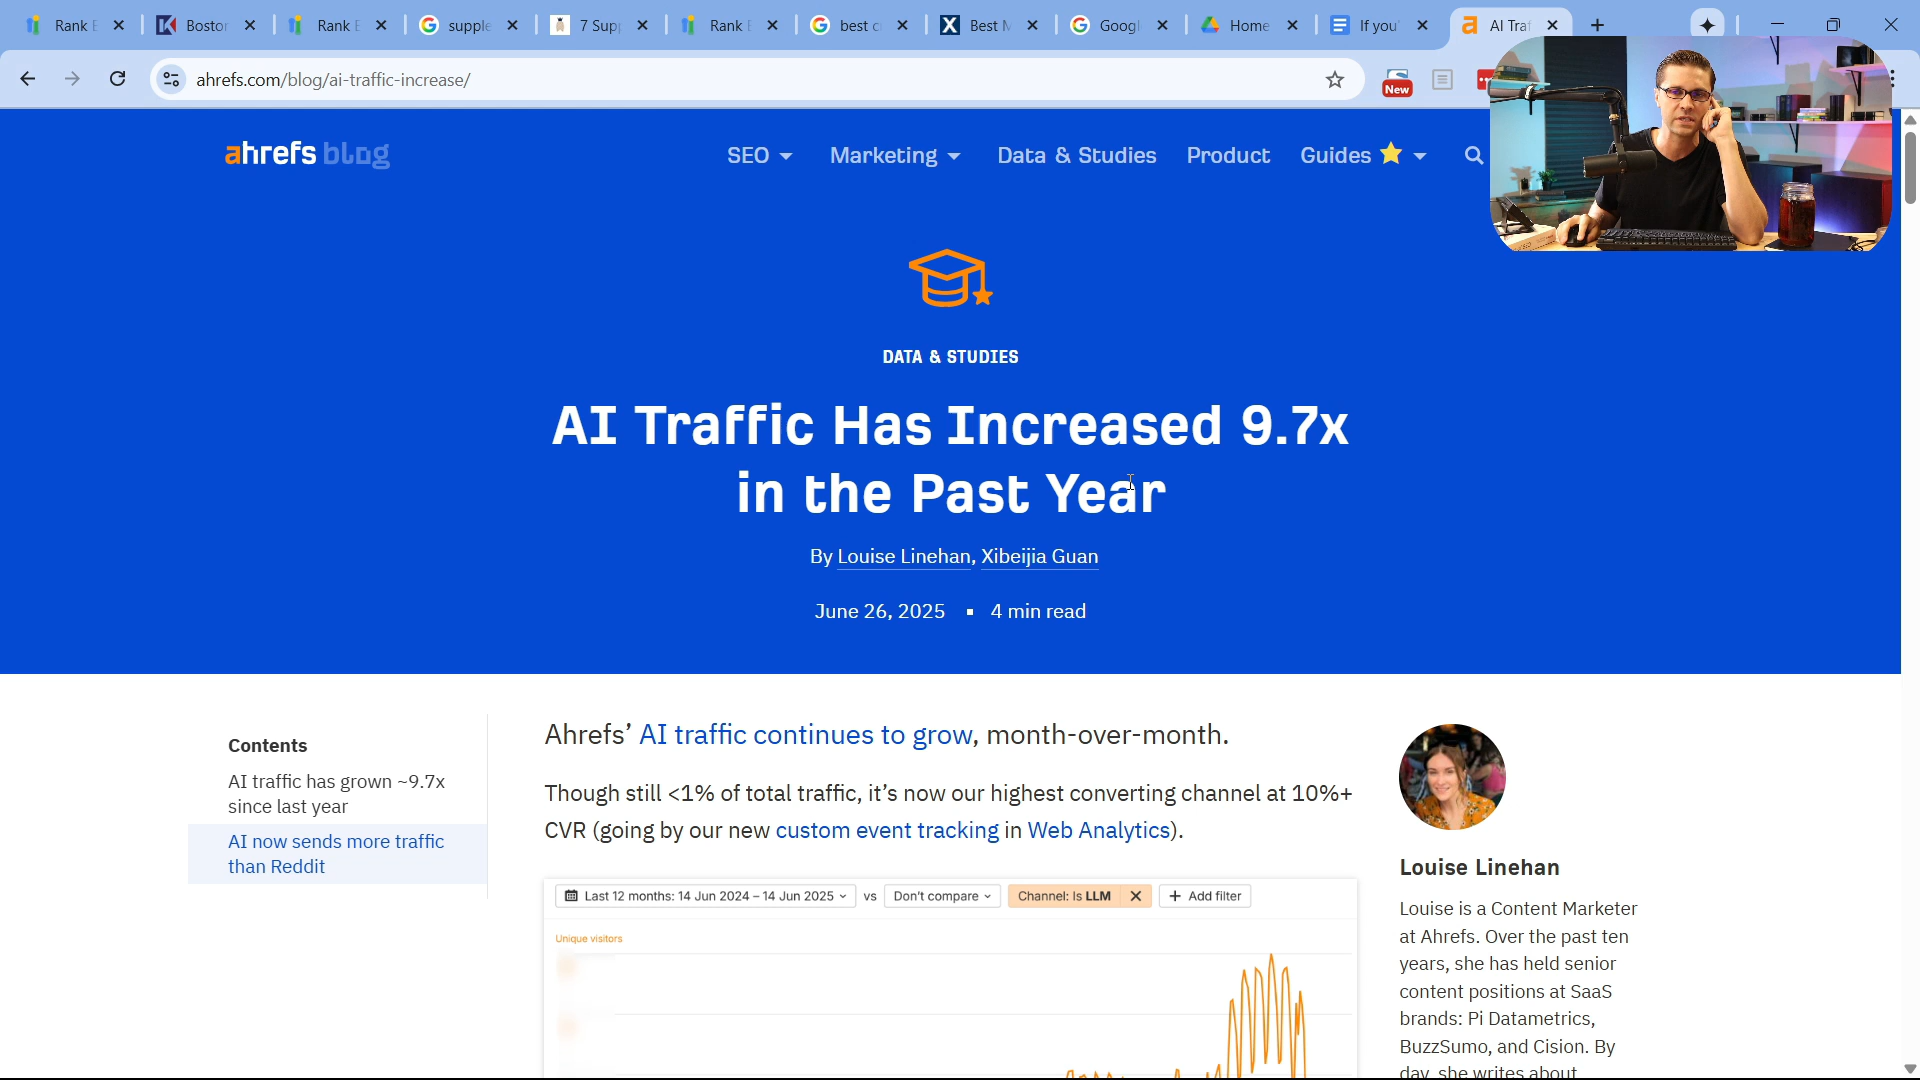 Rank
Bostor
Rank
supple
7 Sup
Rank
best c
Best M
Googl
Home
If you
AI Tra
ahrefs.com/blog/ai-traffic-increase/
New
ahrefs blog
SEO
Marketing
Data & Studies
Product
Guides
DATA & STUDIES
AI Traffic Has Increased 9.7x
in the Past Year
By Louise Linehan, Xibeijia Guan
June 26, 2025 ▪ 4 min read
Contents
AI traffic has grown ~9.7x
since last year
AI now sends more traffic
than Reddit
Ahrefs’ AI traffic continues to grow, month-over-month.
Though still <1% of total traffic, it’s now our highest converting channel at 10%+
CVR (going by our new custom event tracking in Web Analytics).
Last 12 months: 14 Jun 2024 – 14 Jun 2025 vs Don't compare Channel: Is LLM + Add filter
Unique visitors
Louise Linehan
Louise is a Content Marketer
at Ahrefs. Over the past ten
years, she has held senior
content positions at SaaS
brands: Pi Datametrics,
BuzzSumo, and Cision. By
day, she writes about